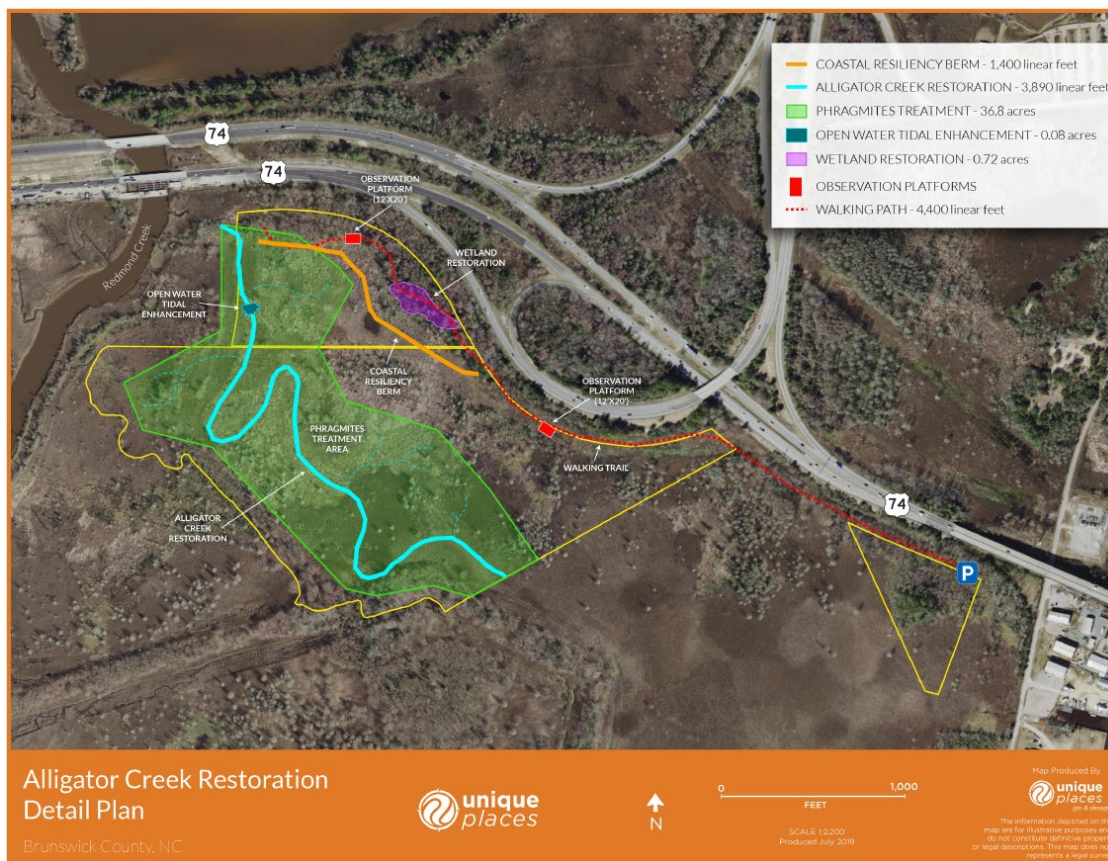 COASTAL RESILIENCY BERM - 1,400 linear feet
ALLIGATOR CREEK RESTORATION - 3,890 linear feet
PHRAGMITES TREATMENT - 36.8 acres
OPEN WATER TIDAL ENHANCEMENT - 0.08 acres
WETLAND RESTORATION - 0.72 acres
OBSERVATION PLATFORMS
WALKING PATH - 4,400 linear feet
74
74
OBSERVATION
PLATFORM
(12'X20')
Redmond Creek
WETLAND
RESTORATION
OPEN WATER
TIDAL
ENHANCEMENT
COASTAL
RESILIENCY
BERM
OBSERVATION
PLATFORM
(12'X20')
PHRAGMITES
TREATMENT
AREA
WALKING TRAIL
ALLIGATOR
CREEK
RESTORATION
74
P
Alligator Creek Restoration
Detail Plan
Brunswick County, NC
unique
places
N
0 1,000
FEET
SCALE 1:2,200
Produced July 2019
Map Produced By
unique
places
gis & design
The information depicted on th
map are for illustrative purposes an
do not constitute definitive propert
or legal descriptions. This map does no
represents a legal surve